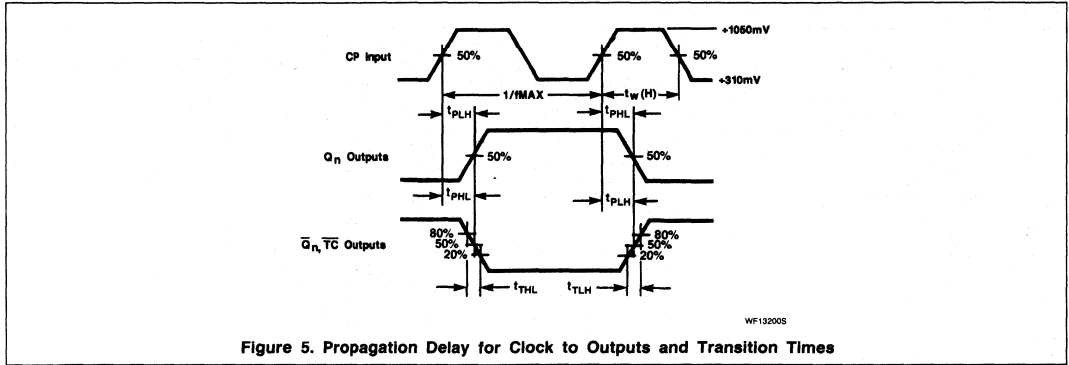 +1050mV
CP Input
50%
50%
50%
+310mV
1/fMAX
tW(H)
tPLH
tPHL
Qn Outputs
50%
50%
tPHL
tPLH
Q̅n, T̅C̅ Outputs
80%
50%
20%
80%
50%
20%
tTHL
tTLH
WF13200S
Figure 5. Propagation Delay for Clock to Outputs and Transition Times